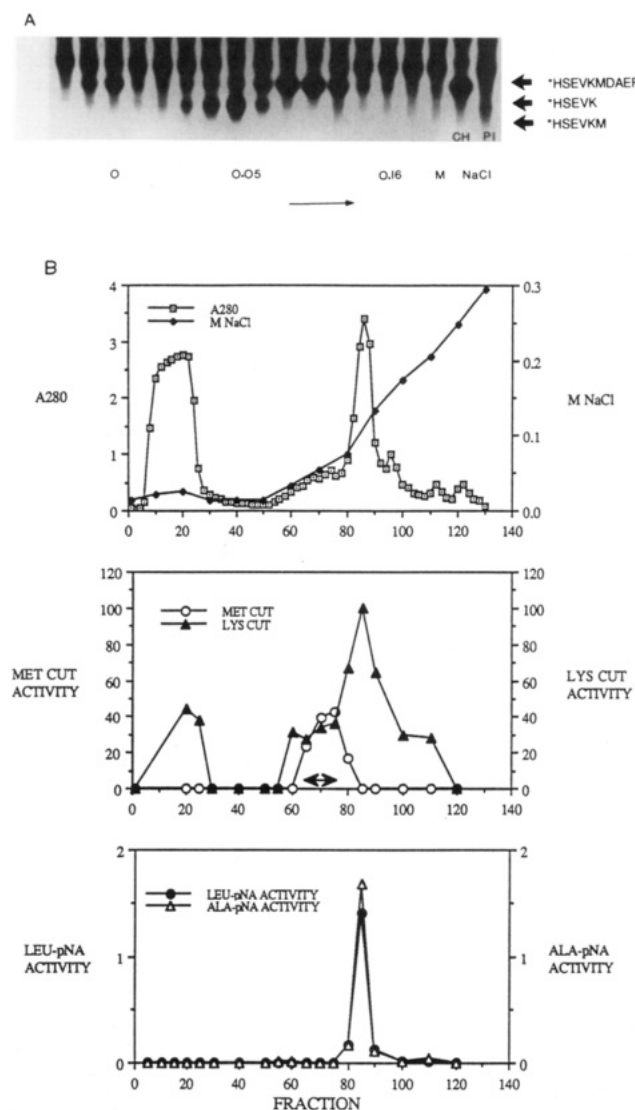 A
*HSEVKMDAEF
*HSEVK
*HSEVKM
CH PI
O O·O5 O.I6 M NaCl
B
A280
M NaCl
A280
M NaCl
4 3 2 1 0
0.3 0.2 0.1 0.0
0 20 40 60 80 100 120 140
MET CUT
LYS CUT
MET CUT
ACTIVITY
LYS CUT
ACTIVITY
120 100 80 60 40 20 0
120 100 80 60 40 20 0
0 20 40 60 80 100 120 140
LEU-pNA ACTIVITY
ALA-pNA ACTIVITY
LEU-pNA
ACTIVITY
ALA-pNA
ACTIVITY
2 1 0
2 1 0
0 20 40 60 80 100 120 140
FRACTION